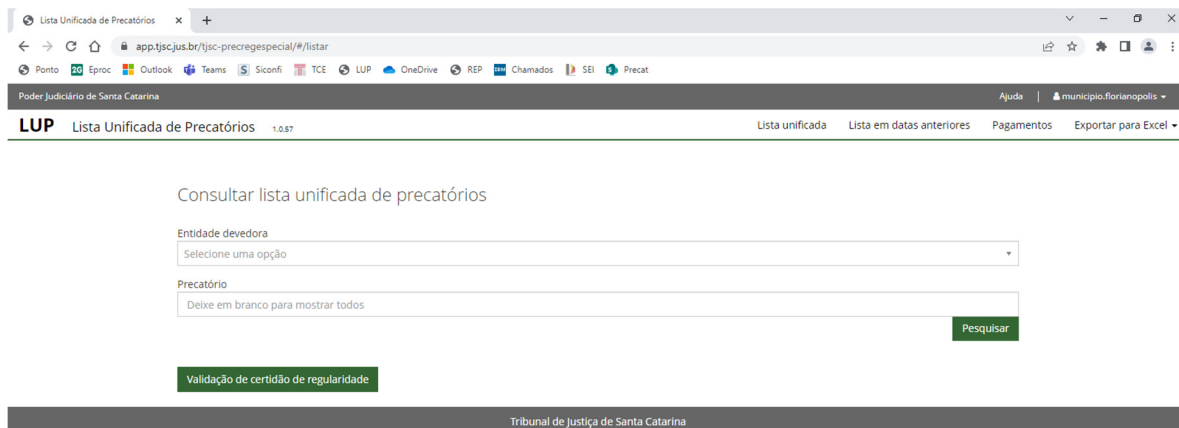 Lista Unificada de Precatórios
app.tjsc.jus.br/tjsc-precregespecial/#/listar
Ponto 2G Eproc Outlook Teams S Siconfi TCE LUP OneDrive REP IBM Chamados SEI S Precat
Poder Judiciário de Santa Catarina Ajuda | municipio.florianopolis
LUP Lista Unificada de Precatórios 1.0.57 Lista unificada Lista em datas anteriores Pagamentos Exportar para Excel
Consultar lista unificada de precatórios
Entidade devedora
Selecione uma opção
Precatório
Deixe em branco para mostrar todos
Pesquisar
Validação de certidão de regularidade
Tribunal de Justiça de Santa Catarina